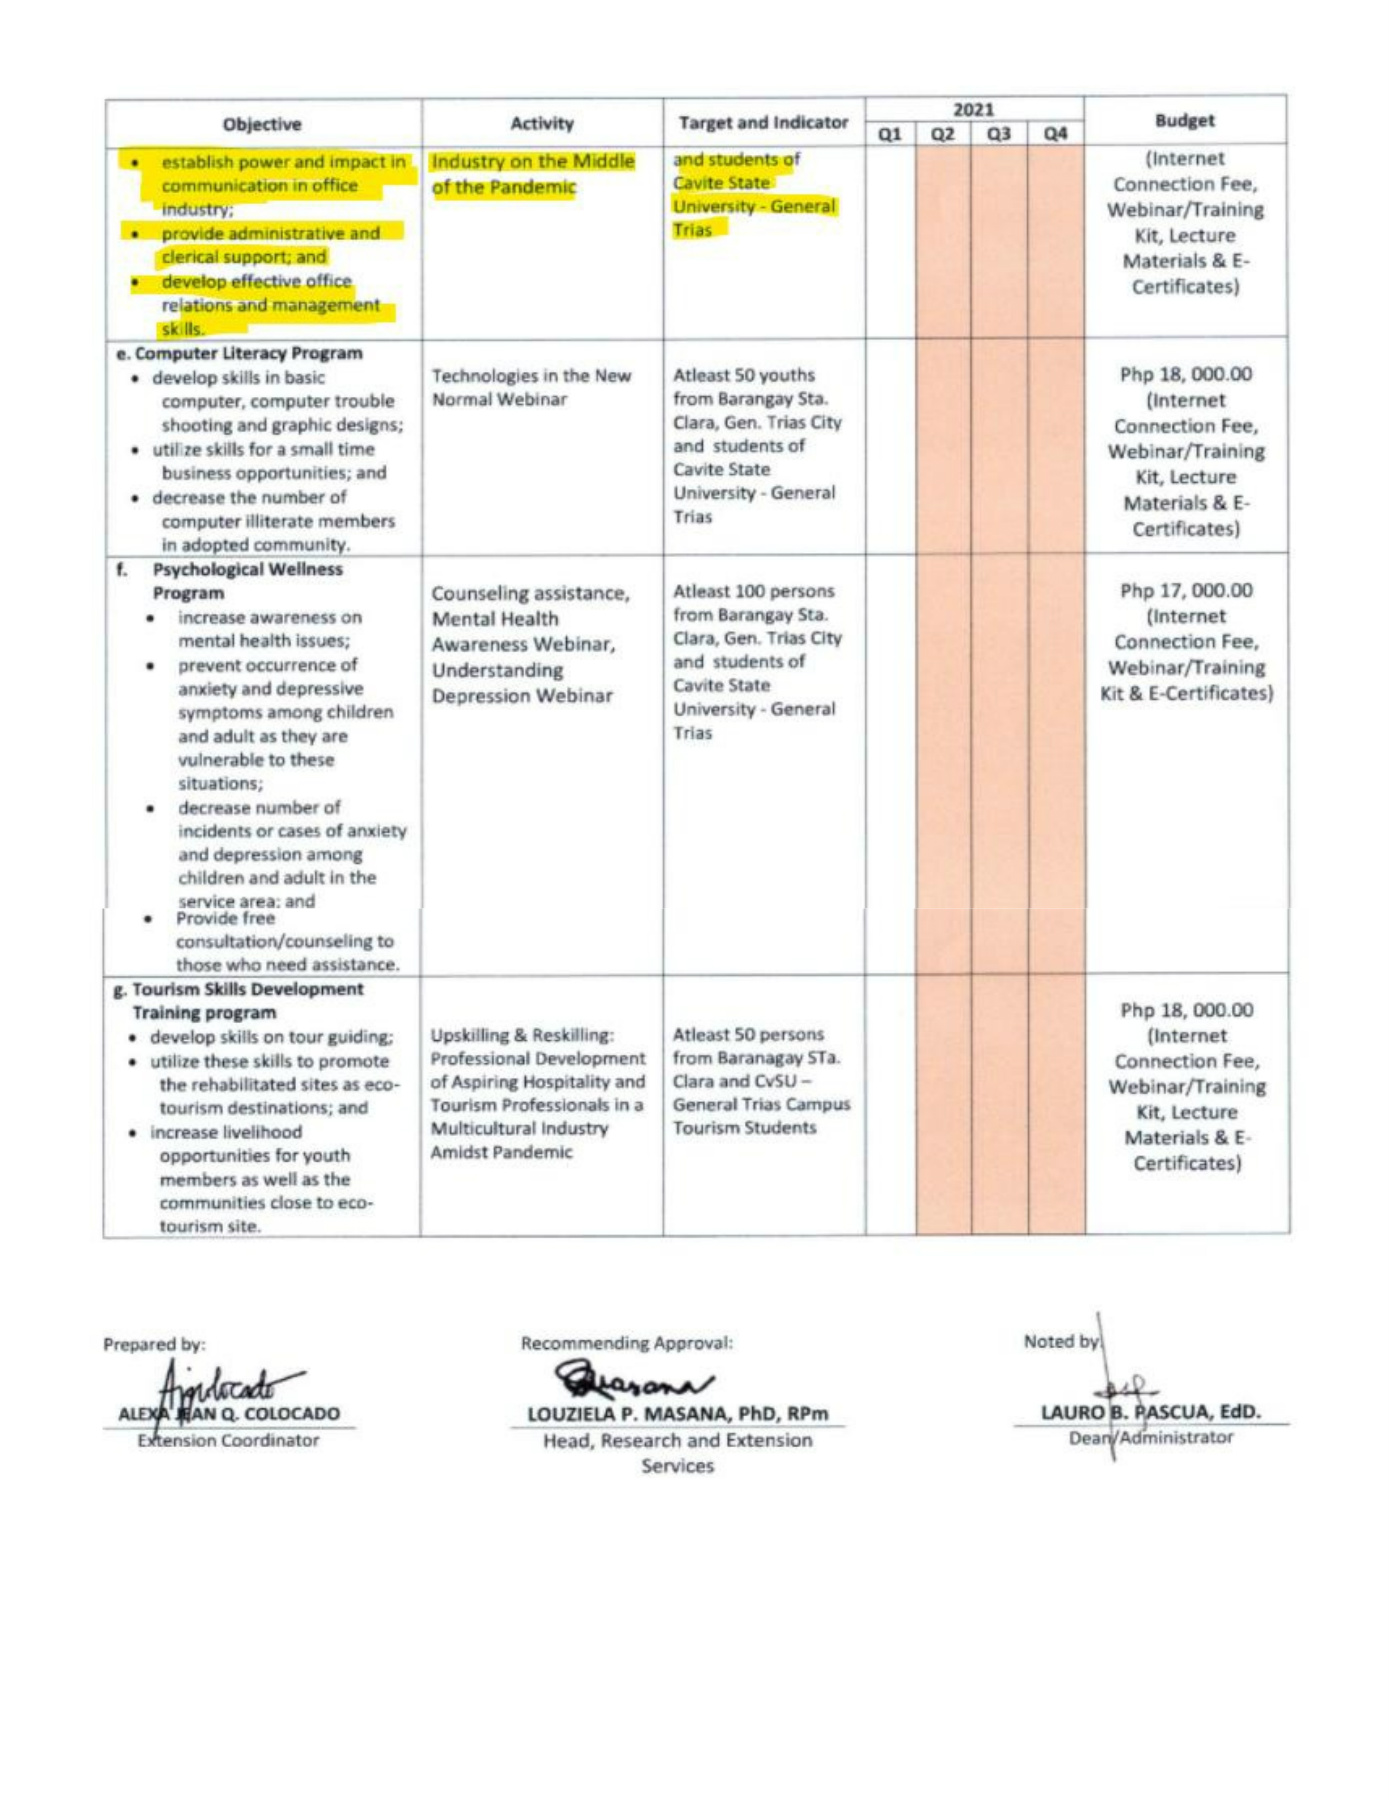 Objective
Activity
Target and Indicator
2021
Q1 Q2 Q3 Q4
Budget
• establish power and impact in
communication in office
industry;
• provide administrative and
clerical support; and
• develop effective office
relations and management
skills.
Industry on the Middle
of the Pandemic
and students of
Cavite State
University - General
Trias
(Internet
Connection Fee,
Webinar/Training
Kit, Lecture
Materials & E-
Certificates)
e. Computer Literacy Program
• develop skills in basic
computer, computer trouble
shooting and graphic designs;
• utilize skills for a small time
business opportunities; and
• decrease the number of
computer illiterate members
in adopted community.
Technologies in the New
Normal Webinar
Atleast 50 youths
from Barangay Sta.
Clara, Gen. Trias City
and students of
Cavite State
University - General
Trias
Php 18, 000.00
(Internet
Connection Fee,
Webinar/Training
Kit, Lecture
Materials & E-
Certificates)
f. Psychological Wellness
Program
• increase awareness on
mental health issues;
• prevent occurrence of
anxiety and depressive
symptoms among children
and adult as they are
vulnerable to these
situations;
• decrease number of
incidents or cases of anxiety
and depression among
children and adult in the
service area; and
• Provide free
consultation/counseling to
those who need assistance.
Counseling assistance,
Mental Health
Awareness Webinar,
Understanding
Depression Webinar
Atleast 100 persons
from Barangay Sta.
Clara, Gen. Trias City
and students of
Cavite State
University - General
Trias
Php 17, 000.00
(Internet
Connection Fee,
Webinar/Training
Kit & E-Certificates)
g. Tourism Skills Development
Training program
• develop skills on tour guiding;
• utilize these skills to promote
the rehabilitated sites as eco-
tourism destinations; and
• increase livelihood
opportunities for youth
members as well as the
communities close to eco-
tourism site.
Upskilling & Reskilling:
Professional Development
of Aspiring Hospitality and
Tourism Professionals in a
Multicultural Industry
Amidst Pandemic
Atleast 50 persons
from Baranagay STa.
Clara and CvSU –
General Trias Campus
Tourism Students
Php 18, 000.00
(Internet
Connection Fee,
Webinar/Training
Kit, Lecture
Materials & E-
Certificates)
Prepared by:
ALEXA JEAN Q. COLOCADO
Extension Coordinator
Recommending Approval:
LOUZIELA P. MASANA, PhD, RPm
Head, Research and Extension
Services
Noted by
LAURO B. PASCUA, EdD.
Dean/Administrator